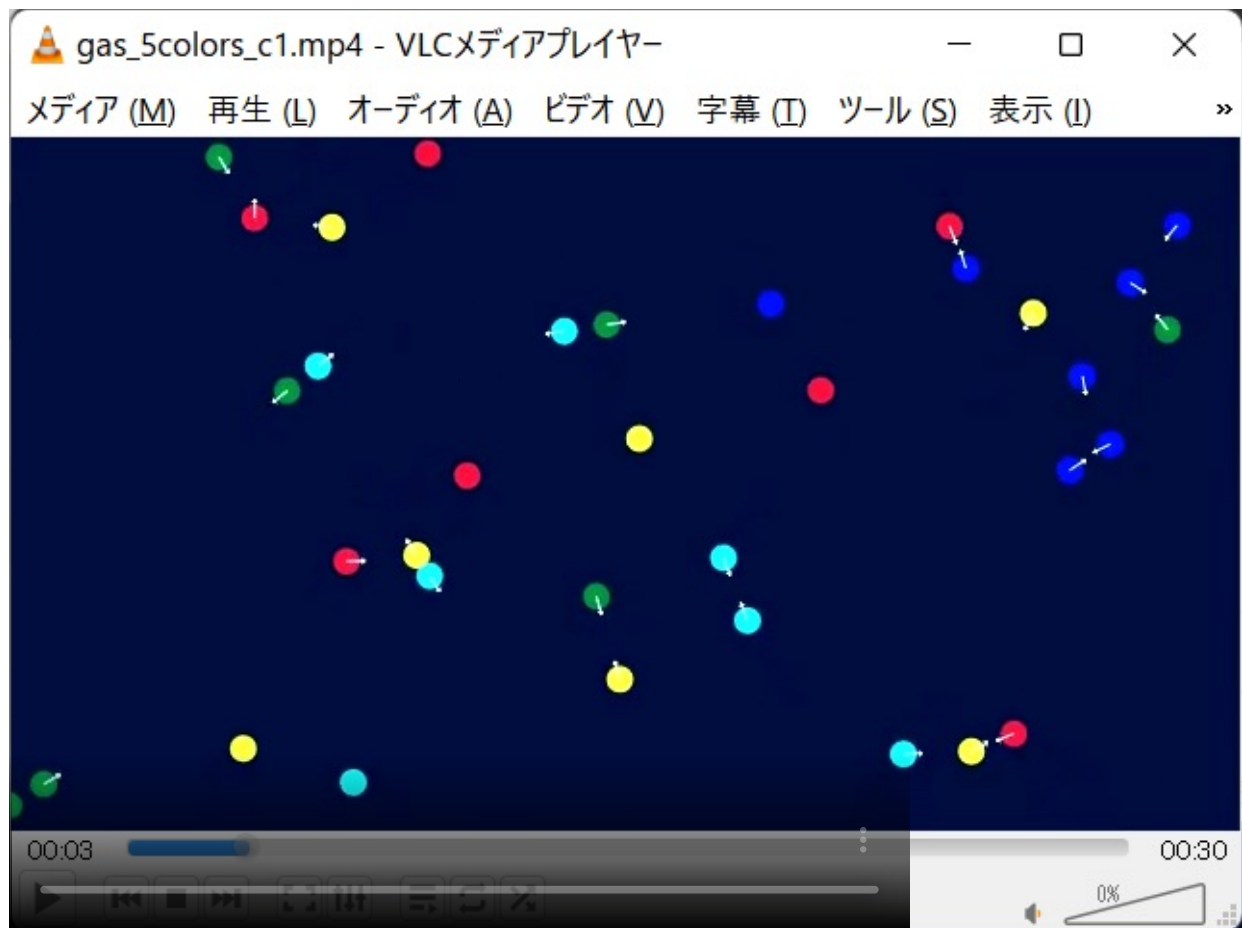 gas_5colors_c1.mp4 - VLCメディアプレイヤー
メディア (M) 再生 (L) オーディオ (A) ビデオ (V) 字幕 (T) ツール (S) 表示 (I) »
00:03 00:30
0%